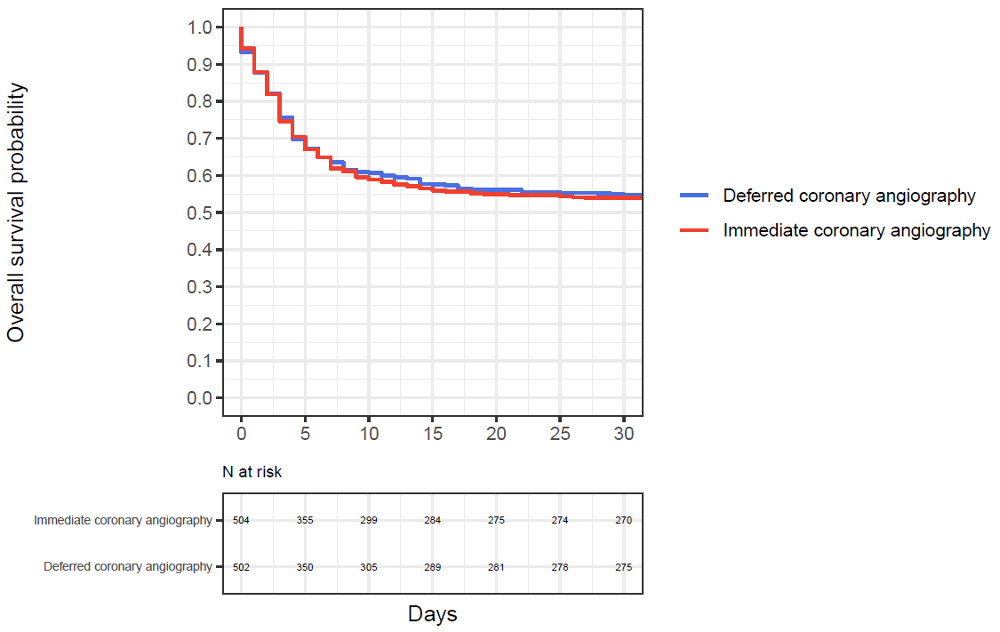 Overall survival probability
1.0
0.9
0.8
0.7
0.6
0.5
0.4
0.3
0.2
0.1
0.0
0 5 10 15 20 25 30
Deferred coronary angiography
Immediate coronary angiography
N at risk
Immediate coronary angiography 504 355 299 284 275 274 270
Deferred coronary angiography 502 350 305 289 281 278 275
Days